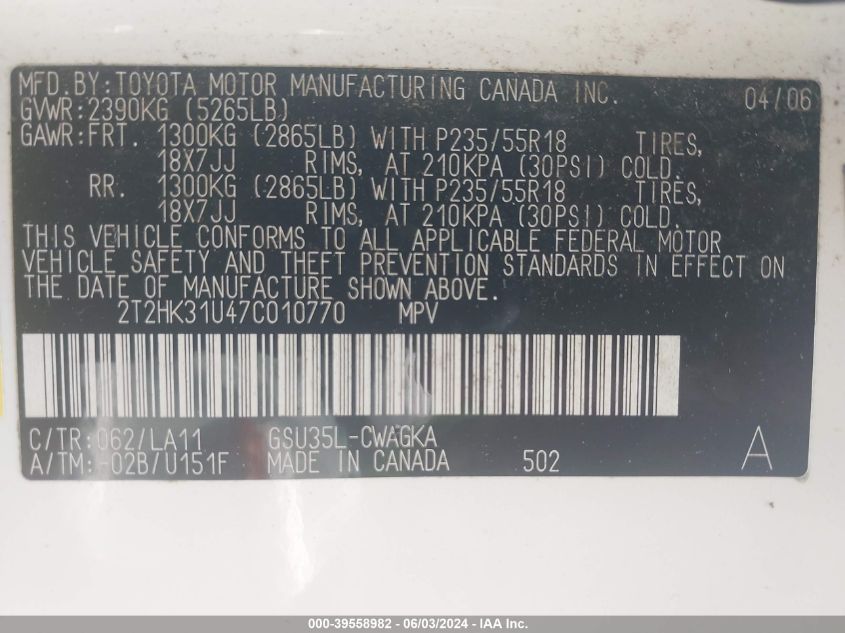 MFD.BY:TOYOTA MOTOR MANUFACTURING CANADA INC. 04/06
GVWR:2390KG (5265LB)
GAWR:FRT. 1300KG (2865LB) WITH P235/55R18 TIRES,
18X7JJ RIMS, AT 210KPA (30PSI) COLD.
RR. 1300KG (2865LB) WITH P235/55R18 TIRES,
18X7JJ RIMS, AT 210KPA (30PSI) COLD.
THIS VEHICLE CONFORMS TO ALL APPLICABLE FEDERAL MOTOR
VEHICLE SAFETY AND THEFT PREVENTION STANDARDS IN EFFECT ON
THE DATE OF MANUFACTURE SHOWN ABOVE.
2T2HK31U47C010770 MPV
C/TR:062/LA11 GSU35L-CWAGKA
A/TM:-02B/U151F MADE IN CANADA 502 A
000-39558982 - 06/03/2024 - IAA Inc.